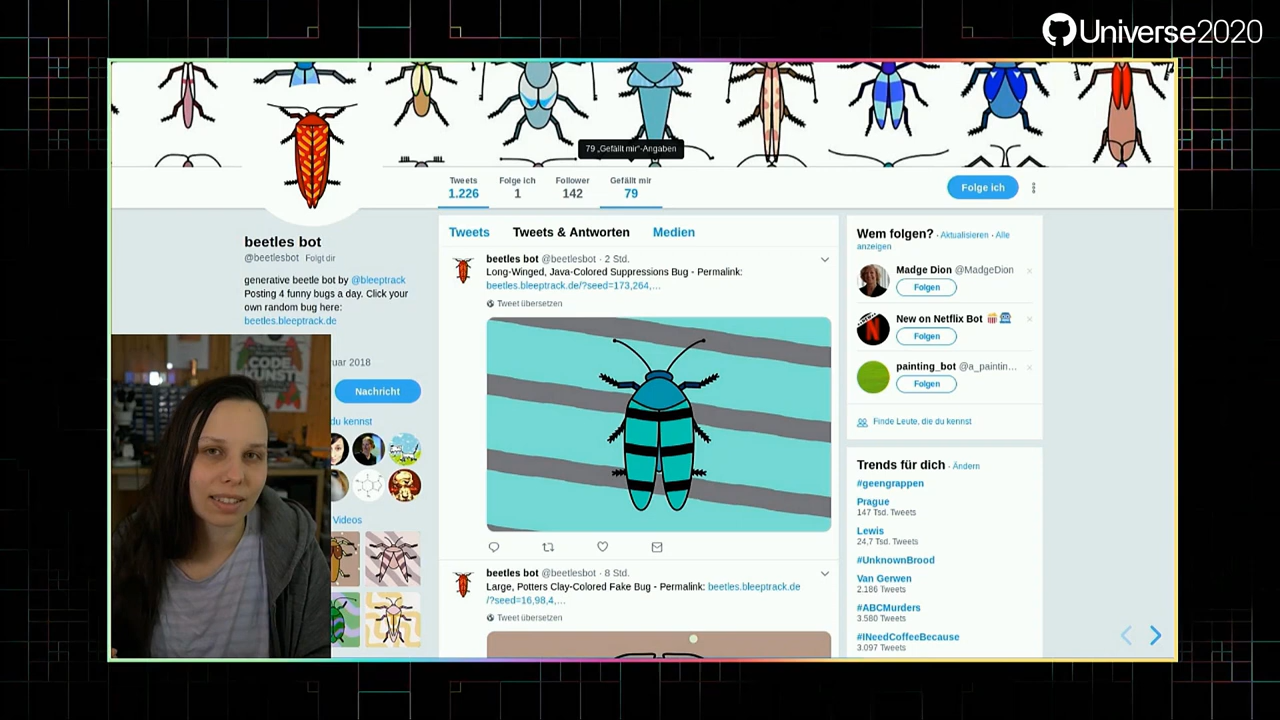 Universe2020
79 „Gefällt mir“-Angaben
Tweets
1.226
Folge ich
1
Follower
142
Gefällt mir
79
Folge ich
beetles bot
@beetlesbot Folgt dir
generative beetle bot by @bleeptrack
Posting 4 funny bugs a day. Click your
own random bug here:
beetles.bleeptrack.de
uar 2018
Nachricht
du kennst
Videos
CODE
KUNST
Tweets
Tweets & Antworten
Medien
beetles bot @beetlesbot · 2 Std.
Long-Winged, Java-Colored Suppressions Bug - Permalink:
beetles.bleeptrack.de/?seed=173,264,…
Tweet übersetzen
beetles bot @beetlesbot · 8 Std.
Large, Potters Clay-Colored Fake Bug - Permalink: beetles.bleeptrack.de
/?seed=16,98,4,…
Tweet übersetzen
Wem folgen? · Aktualisieren · Alle
anzeigen
Madge Dion @MadgeDion
Folgen
New on Netflix Bot
Folgen
painting_bot @a_paintin…
Folgen
Finde Leute, die du kennst
Trends für dich · Ändern
#geengrappen
Prague
147 Tsd. Tweets
Lewis
24,7 Tsd. Tweets
#UnknownBrood
Van Gerwen
2.186 Tweets
#ABCMurders
3.580 Tweets
#INeedCoffeeBecause
3.097 Tweets